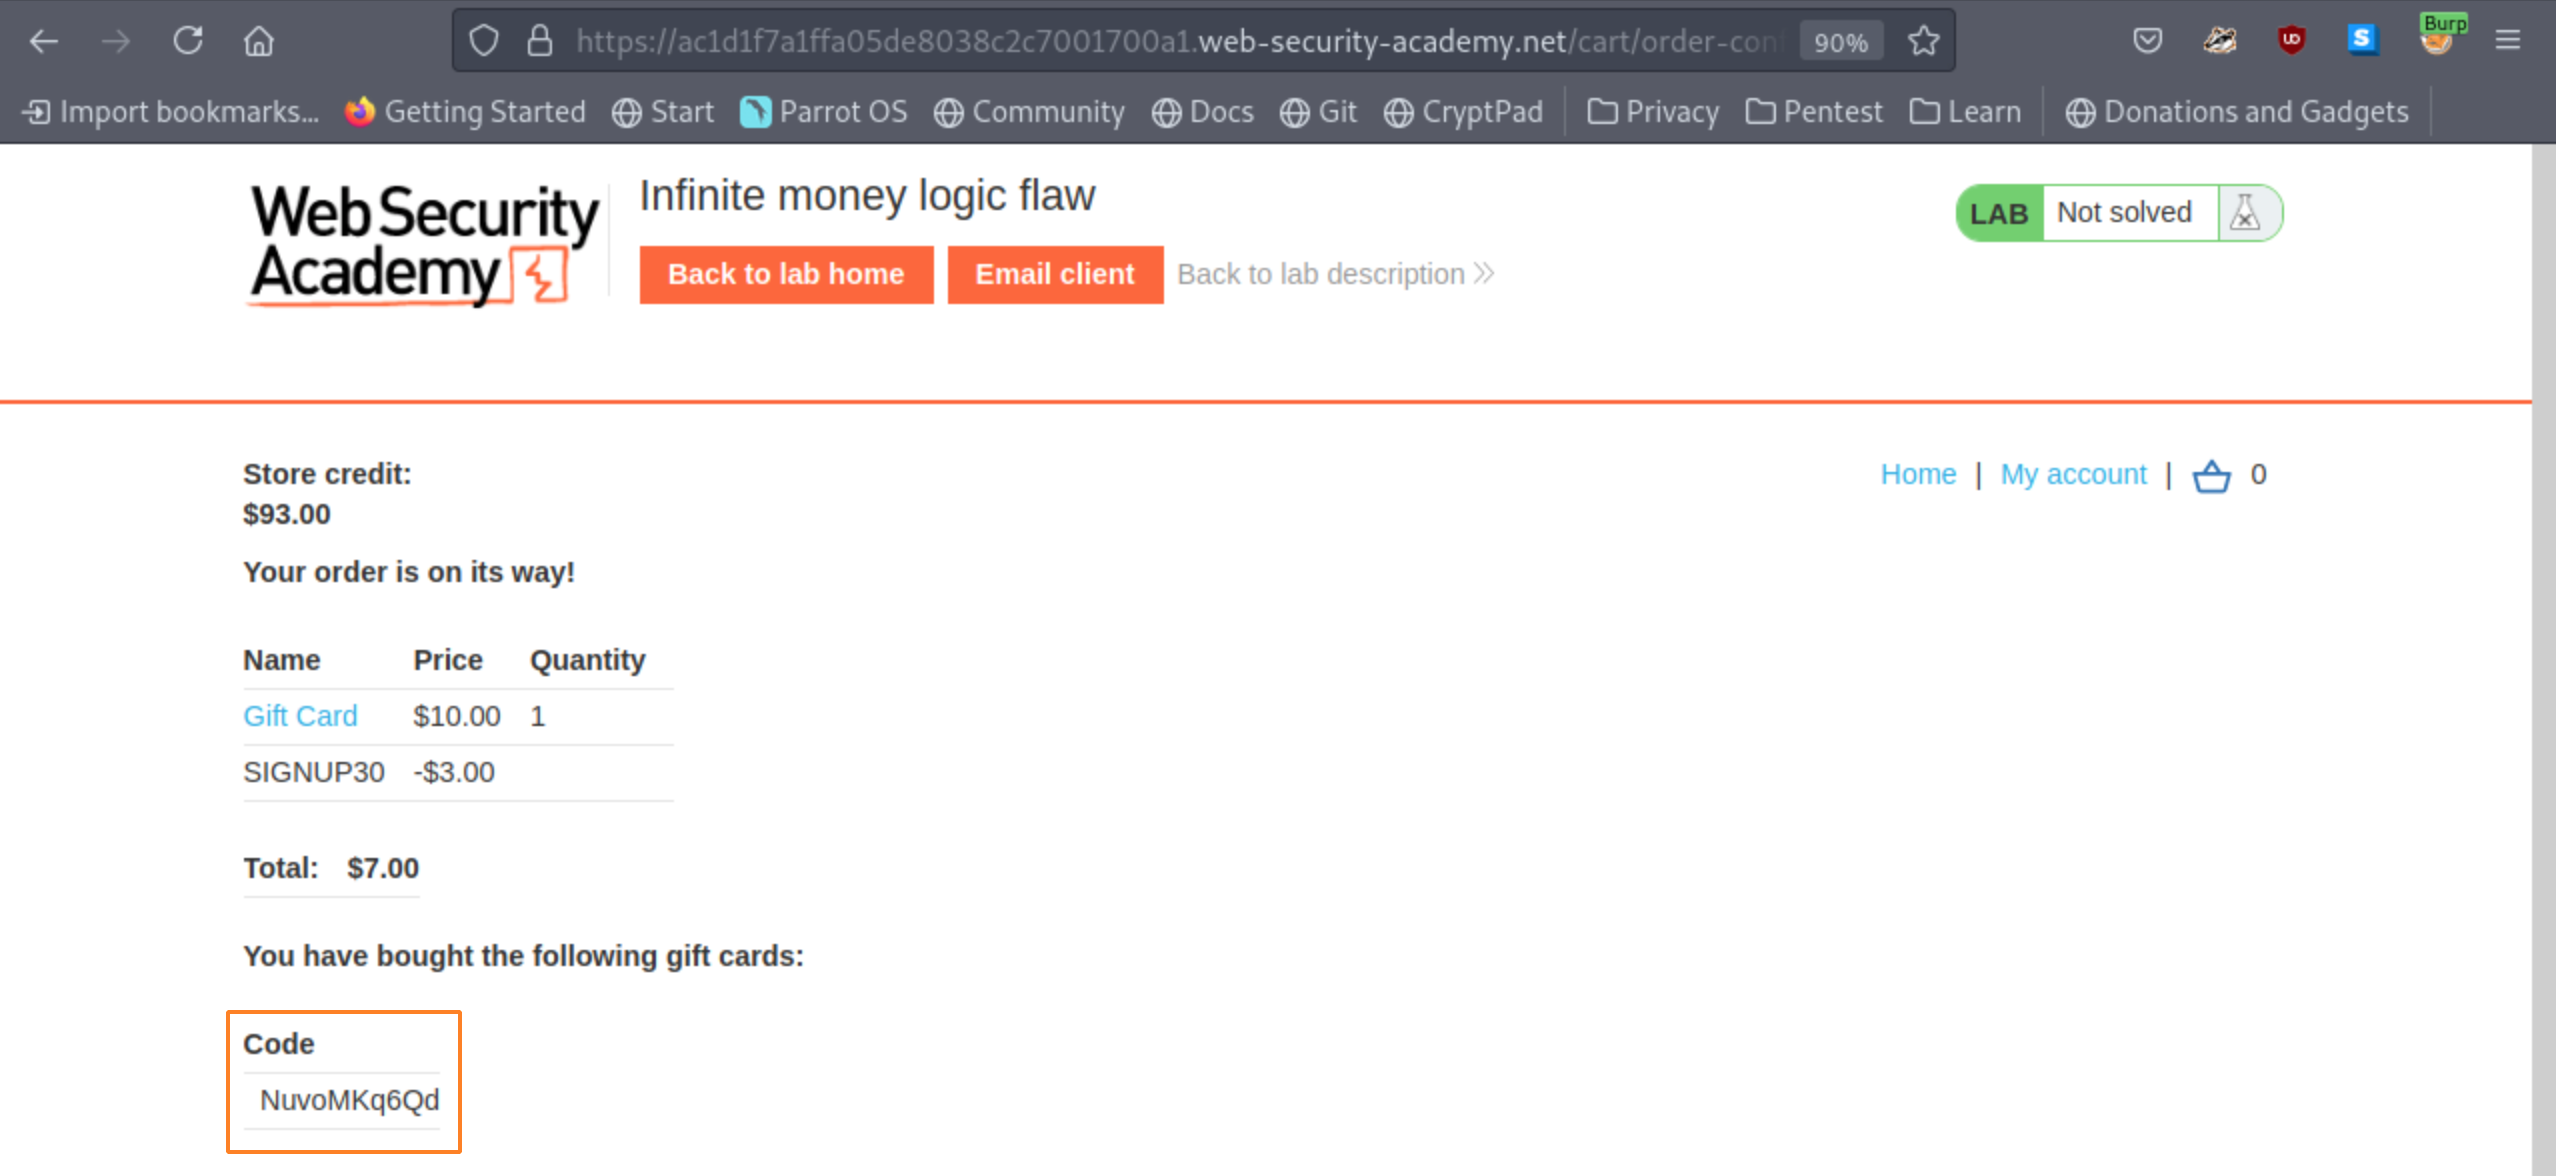 https://ac1d1f7a1ffa05de8038c2c7001700a1.web-security-academy.net/cart/order-conf 90% Burp
Import bookmarks... Getting Started Start Parrot OS Community Docs Git CryptPad Privacy Pentest Learn Donations and Gadgets
Web Security
Academy
Infinite money logic flaw
Back to lab home Email client Back to lab description
LAB Not solved
Store credit:
$93.00
Home | My account | 0
Your order is on its way!
Name Price Quantity
Gift Card $10.00 1
SIGNUP30 -$3.00
Total: $7.00
You have bought the following gift cards:
Code
NuvoMKq6Qd